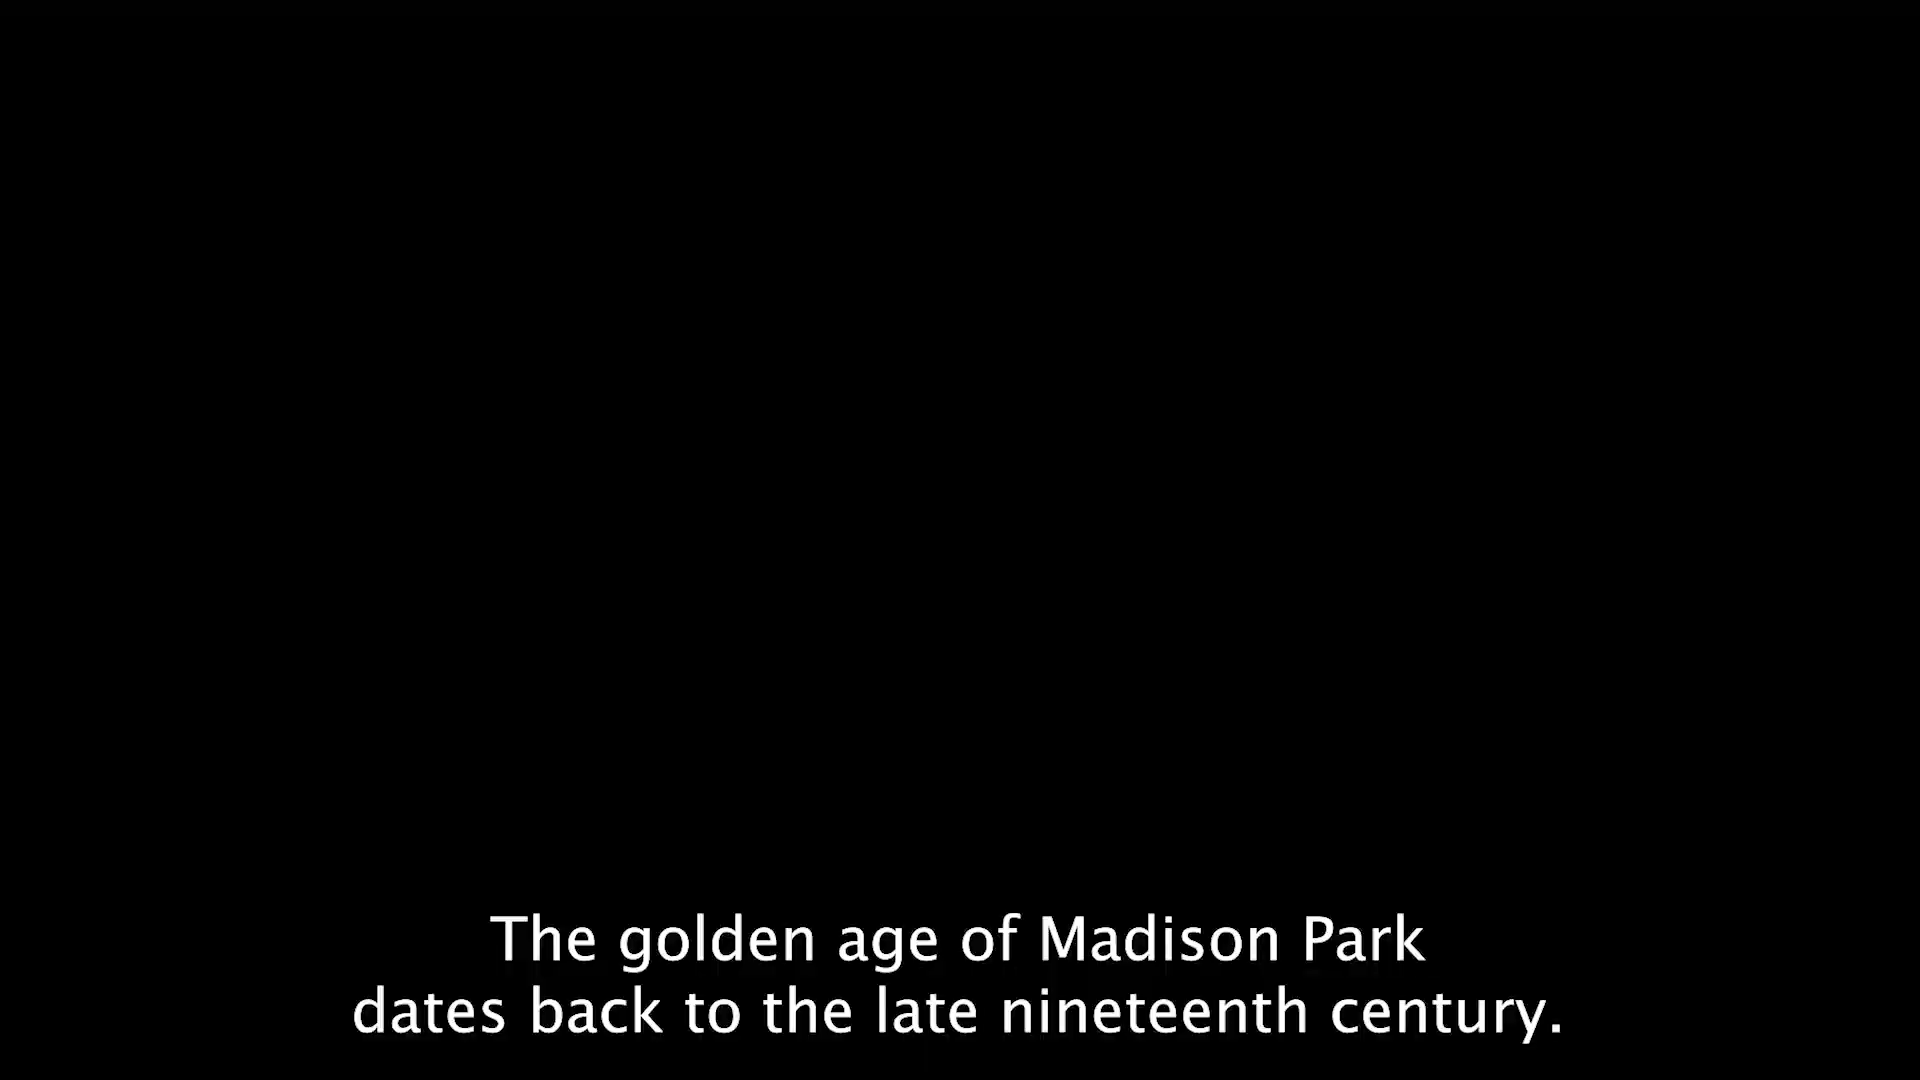 The golden age of Madison Park
dates back to the late nineteenth century.